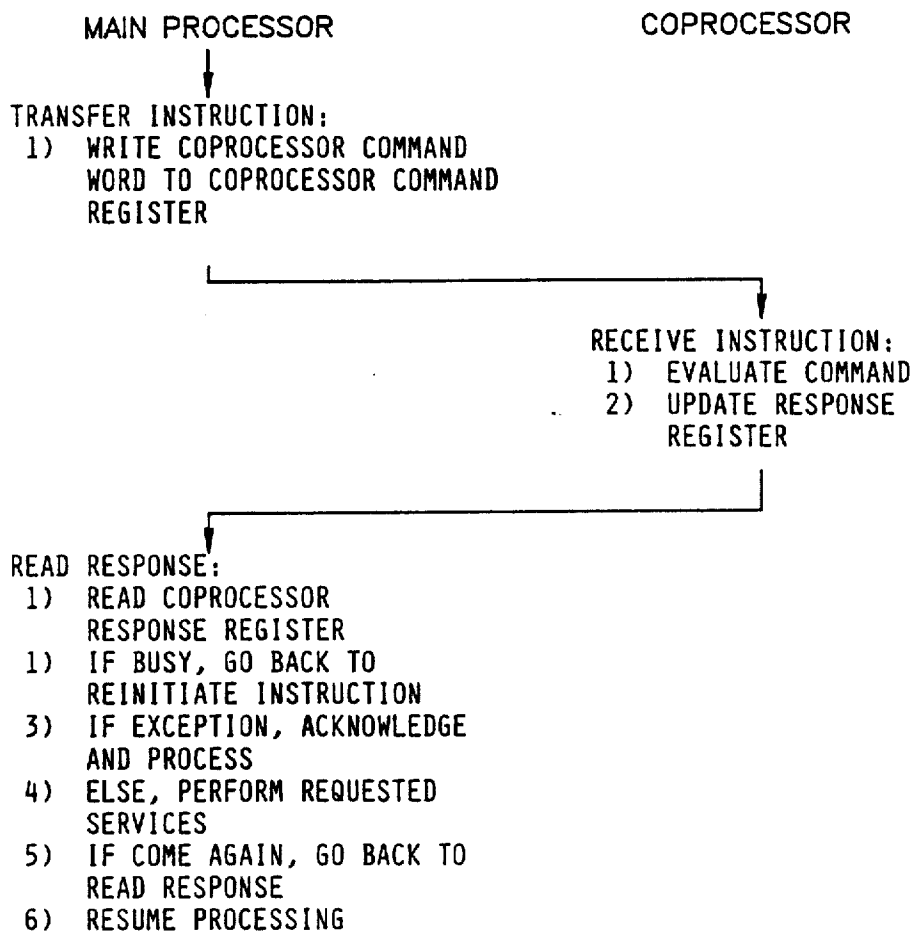 MAIN PROCESSOR
COPROCESSOR
TRANSFER INSTRUCTION:
1) WRITE COPROCESSOR COMMAND
WORD TO COPROCESSOR COMMAND
REGISTER
RECEIVE INSTRUCTION:
1) EVALUATE COMMAND
2) UPDATE RESPONSE
REGISTER
READ RESPONSE:
1) READ COPROCESSOR
RESPONSE REGISTER
1) IF BUSY, GO BACK TO
REINITIATE INSTRUCTION
3) IF EXCEPTION, ACKNOWLEDGE
AND PROCESS
4) ELSE, PERFORM REQUESTED
SERVICES
5) IF COME AGAIN, GO BACK TO
READ RESPONSE
6) RESUME PROCESSING